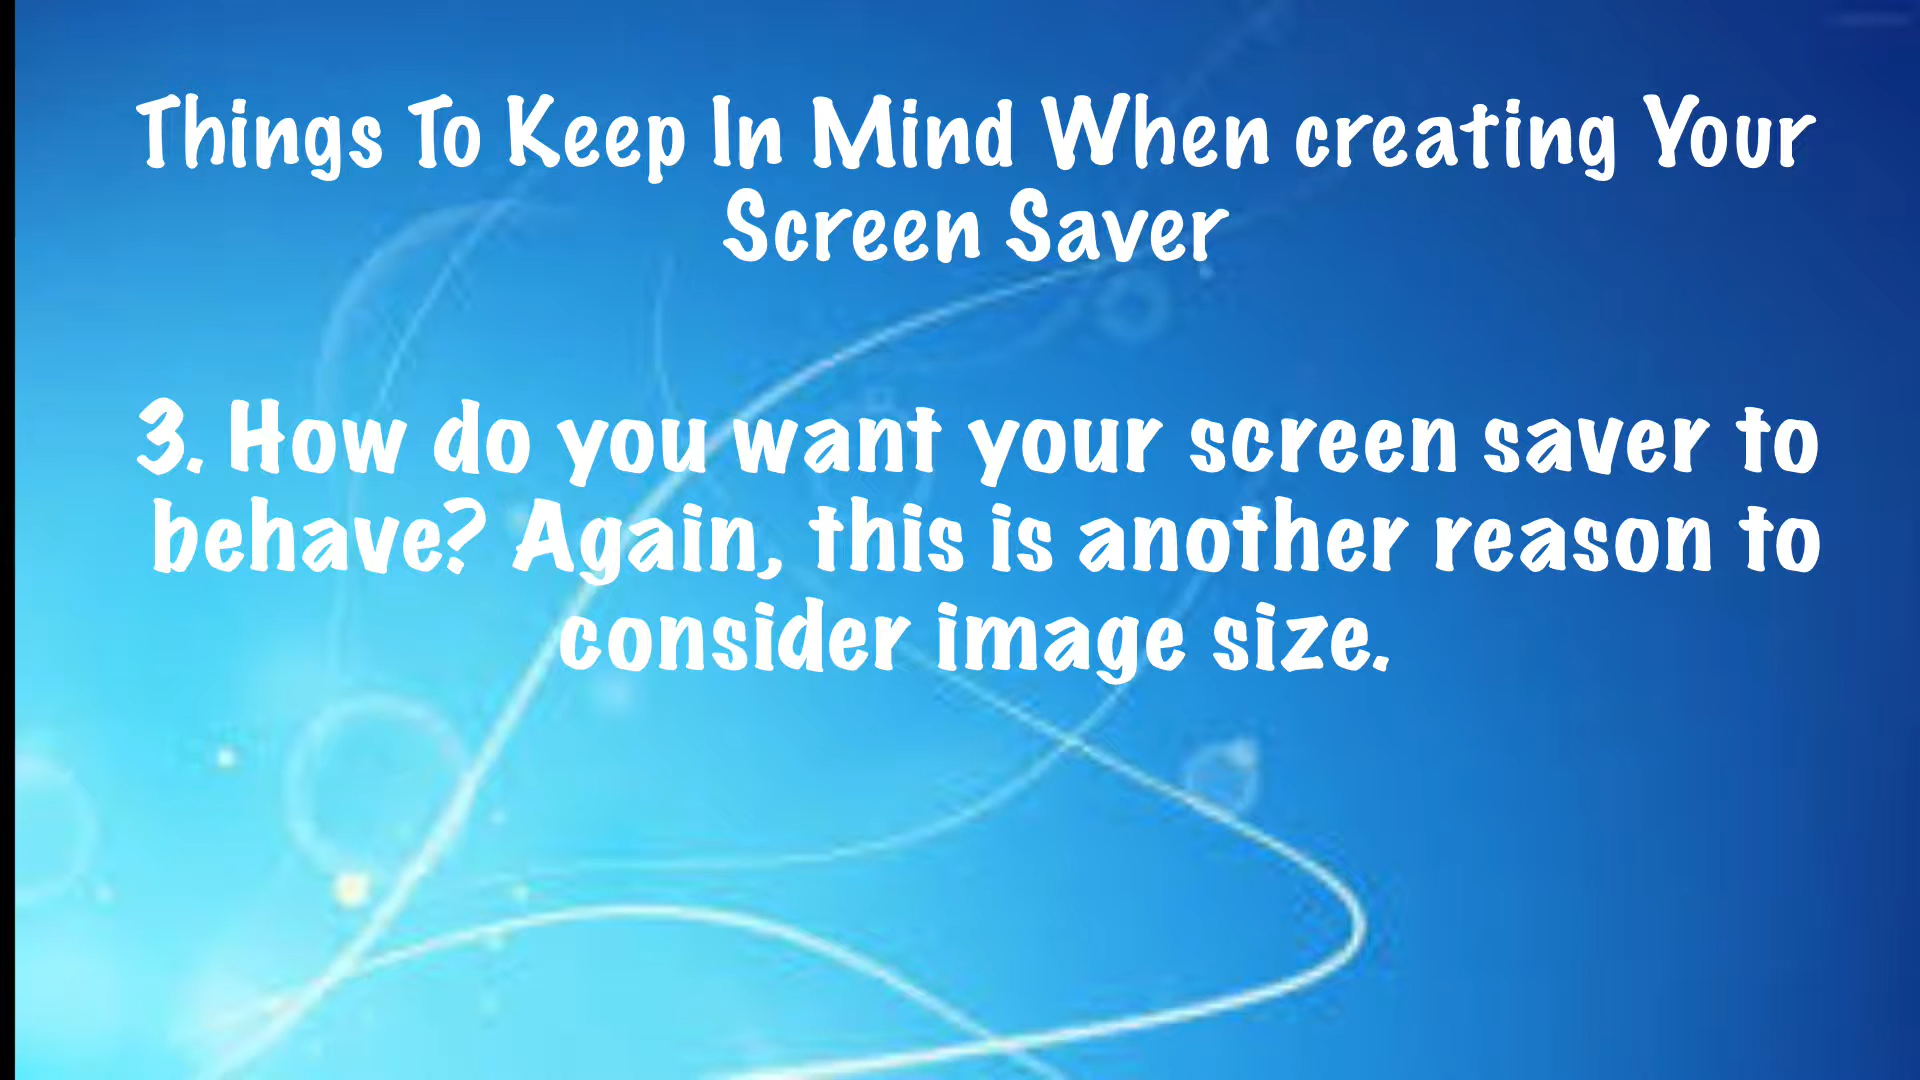 Things To Keep In Mind When creating Your
Screen Saver
3. How do you want your screen saver to
behave? Again, this is another reason to
consider image size.